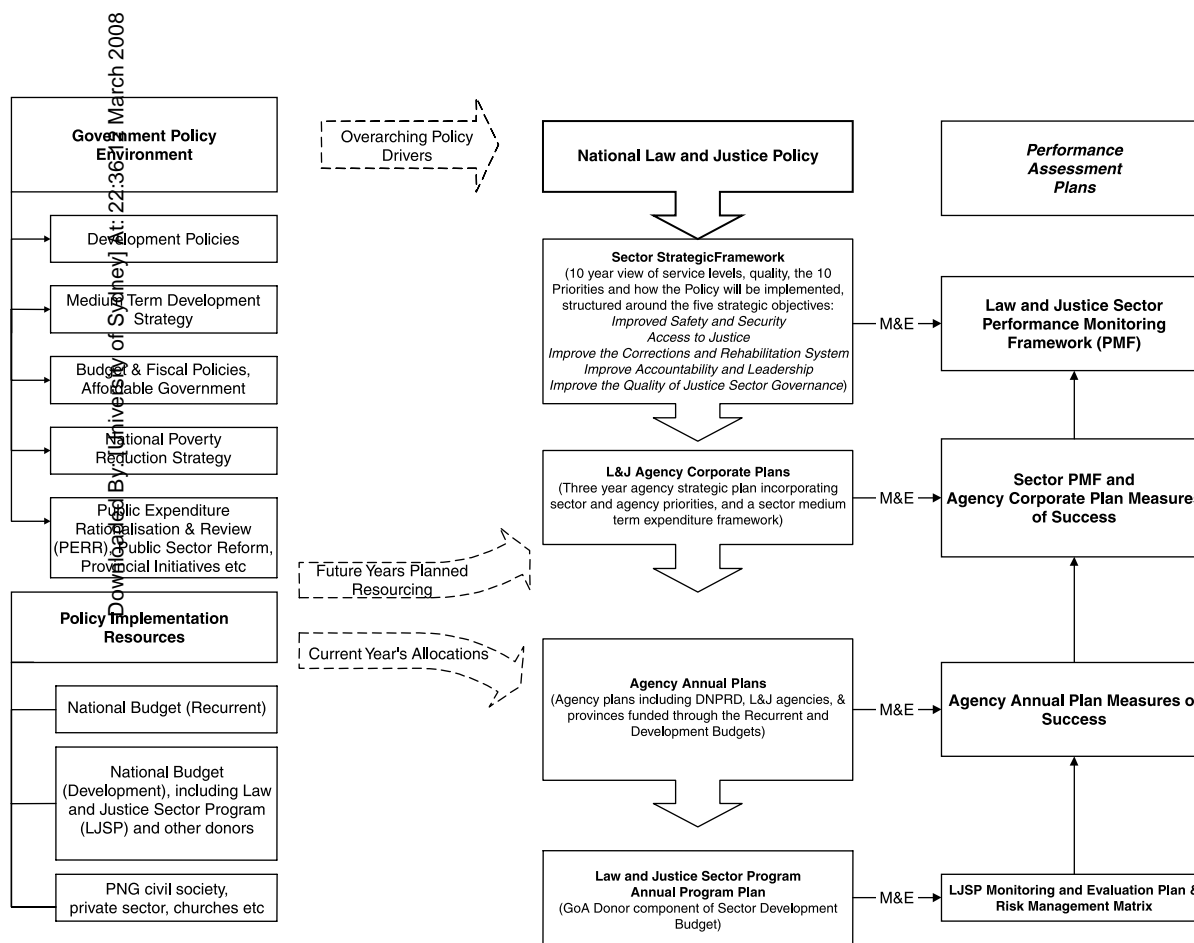 Downloaded By: [University of Sydney] At: 22:36 12 March 2008
Government Policy
Environment
Development Policies
Medium Term Development
Strategy
Budget & Fiscal Policies,
Affordable Government
National Poverty
Reduction Strategy
Public Expenditure
Rationalisation & Review
(PERR), Public Sector Reform,
Provincial Initiatives etc
Policy Implementation
Resources
National Budget (Recurrent)
National Budget
(Development), including Law
and Justice Sector Program
(LJSP) and other donors
PNG civil society,
private sector, churches etc
Overarching Policy
Drivers
Future Years Planned
Resourcing
Current Year's Allocations
National Law and Justice Policy
Sector StrategicFramework
(10 year view of service levels, quality, the 10
Priorities and how the Policy will be implemented,
structured around the five strategic objectives:
Improved Safety and Security
Access to Justice
Improve the Corrections and Rehabilitation System
Improve Accountability and Leadership
Improve the Quality of Justice Sector Governance)
L&J Agency Corporate Plans
(Three year agency strategic plan incorporating
sector and agency priorities, and a sector medium
term expenditure framework)
Agency Annual Plans
(Agency plans including DNPRD, L&J agencies, &
provinces funded through the Recurrent and
Development Budgets)
Law and Justice Sector Program
Annual Program Plan
(GoA Donor component of Sector Development
Budget)
M&E
M&E
M&E
M&E
Performance
Assessment
Plans
Law and Justice Sector
Performance Monitoring
Framework (PMF)
Sector PMF and
Agency Corporate Plan Measures
of Success
Agency Annual Plan Measures of
Success
LJSP Monitoring and Evaluation Plan &
Risk Management Matrix